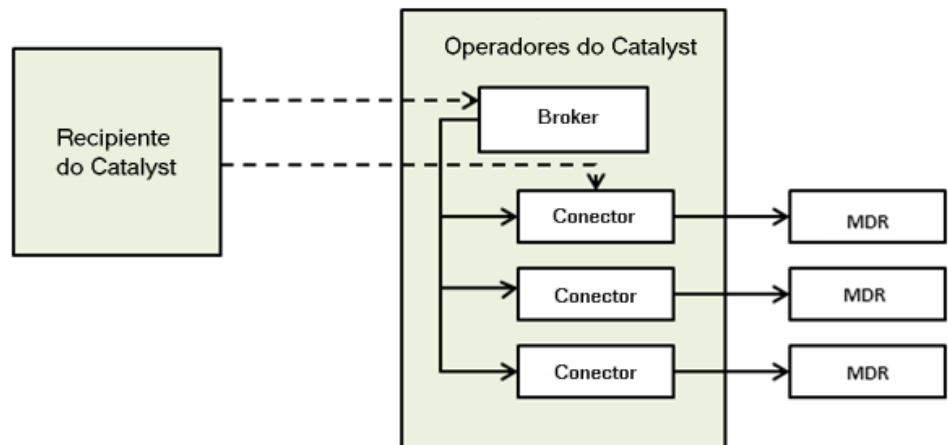 Operadores do Catalyst
Recipiente
do Catalyst
Broker
Conector
MDR
Conector
MDR
Conector
MDR